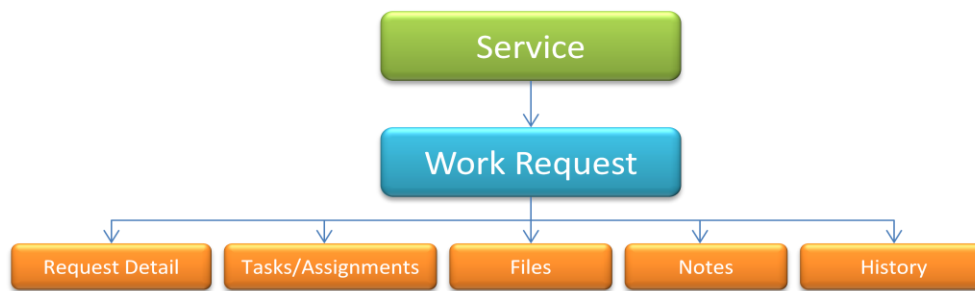 Service
Work Request
Request Detail
Tasks/Assignments
Files
Notes
History